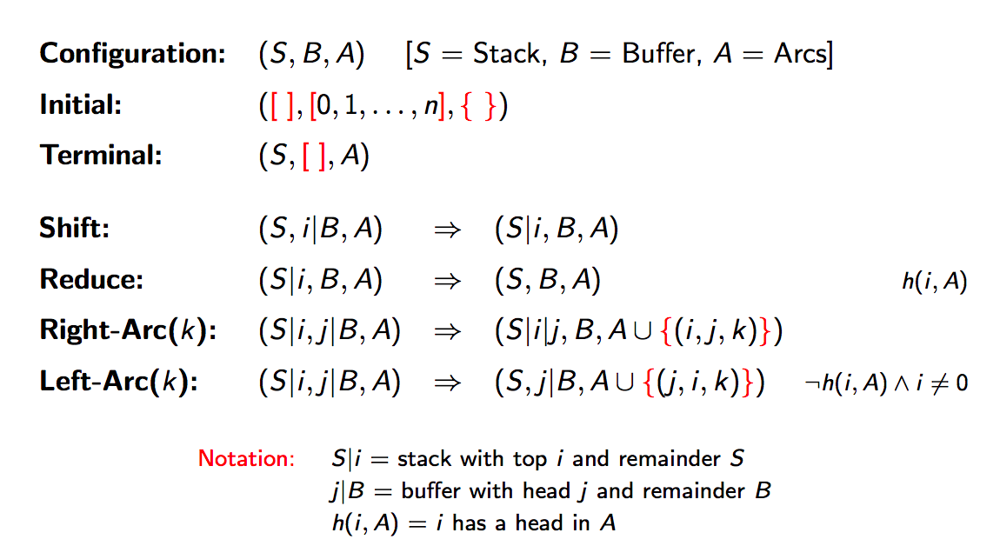 Configuration: (S, B, A) [S = Stack, B = Buffer, A = Arcs]
Initial: ([ ], [0, 1, . . . , n], { })
Terminal: (S, [ ], A)
Shift: (S, i|B, A) ⇒ (S|i, B, A)
Reduce: (S|i, B, A) ⇒ (S, B, A) h(i, A)
Right-Arc(k): (S|i, j|B, A) ⇒ (S|i|j, B, A ∪ {(i, j, k)})
Left-Arc(k): (S|i, j|B, A) ⇒ (S, j|B, A ∪ {(j, i, k)}) ¬h(i, A) ∧ i ≠ 0
Notation: S|i = stack with top i and remainder S
j|B = buffer with head j and remainder B
h(i, A) = i has a head in A